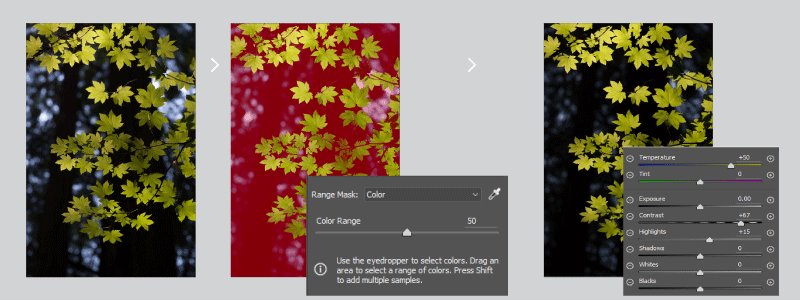 Range Mask: Color
Color Range 50
Use the eyedropper to select colors. Drag an
area to select a range of colors. Press Shift
to add multiple samples.
Temperature +50
Tint 0
Exposure 0.00
Contrast +67
Highlights +15
Shadows 0
Whites 0
Blacks 0